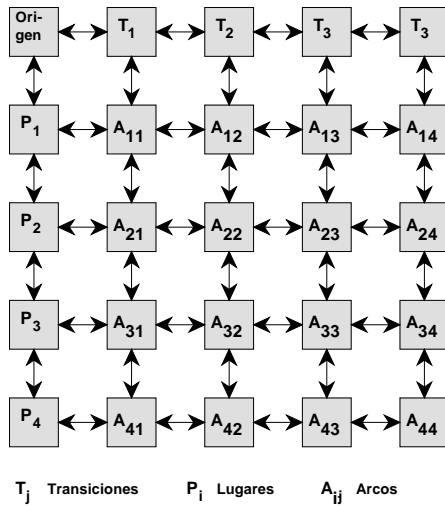 Ori-
gen T1 T2 T3 T3
P1 A11 A12 A13 A14
P2 A21 A22 A23 A24
P3 A31 A32 A33 A34
P4 A41 A42 A43 A44
Tj Transiciones Pi Lugares Aij Arcos